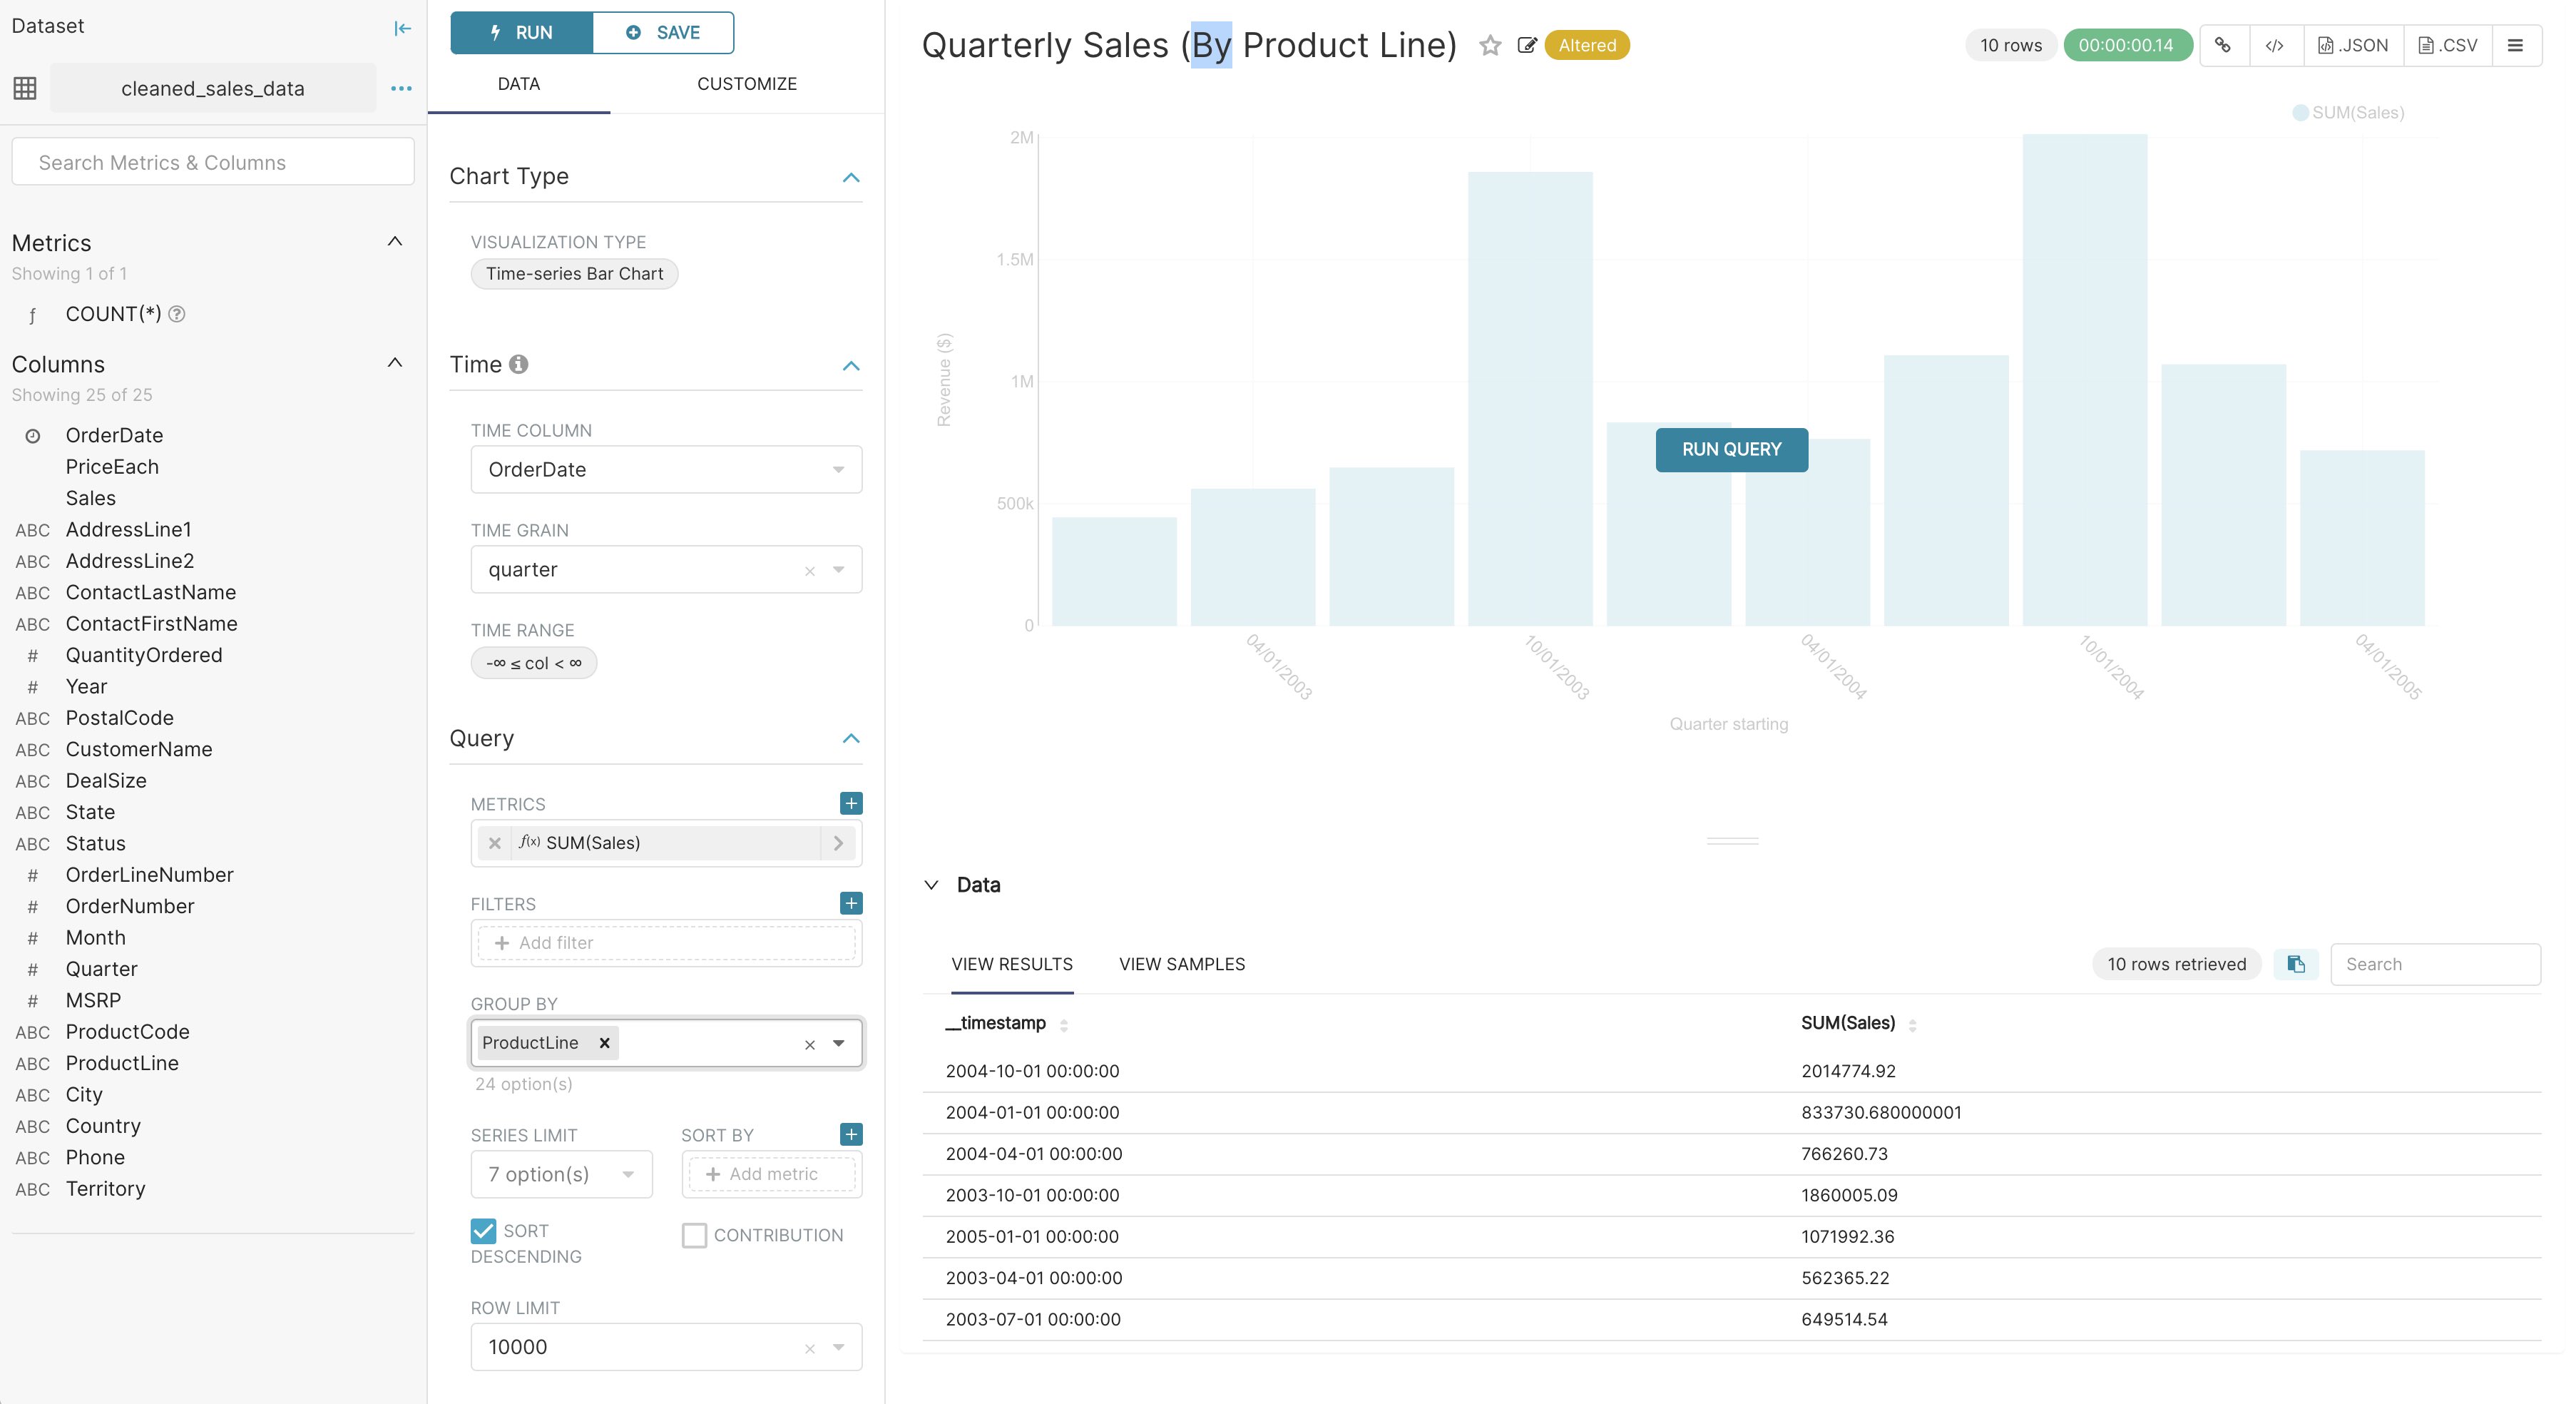 Dataset
cleaned_sales_data
Search Metrics & Columns
Metrics
Showing 1 of 1
ƒ COUNT(*)
Columns
Showing 25 of 25
OrderDate
PriceEach
Sales
ABC AddressLine1
ABC AddressLine2
ABC ContactLastName
ABC ContactFirstName
# QuantityOrdered
# Year
ABC PostalCode
ABC CustomerName
ABC DealSize
ABC State
ABC Status
# OrderLineNumber
# OrderNumber
# Month
# Quarter
# MSRP
ABC ProductCode
ABC ProductLine
ABC City
ABC Country
ABC Phone
ABC Territory
RUN SAVE
DATA CUSTOMIZE
Chart Type
VISUALIZATION TYPE
Time-series Bar Chart
Time
TIME COLUMN
OrderDate
TIME GRAIN
quarter
TIME RANGE
-∞ ≤ col < ∞
Query
METRICS
f(x) SUM(Sales)
FILTERS
+ Add filter
GROUP BY
ProductLine
24 option(s)
SERIES LIMIT SORT BY
7 option(s) + Add metric
SORT DESCENDING
CONTRIBUTION
ROW LIMIT
10000
Quarterly Sales (By Product Line) Altered
10 rows 00:00:00.14 </> .JSON .CSV
SUM(Sales)
2M
1.5M
1M
500k
0
Revenue ($)
RUN QUERY
04/01/2003 10/01/2003 04/01/2004 10/01/2004 04/01/2005
Quarter starting
Data
VIEW RESULTS VIEW SAMPLES 10 rows retrieved Search
__timestamp SUM(Sales)
2004-10-01 00:00:00 2014774.92
2004-01-01 00:00:00 833730.680000001
2004-04-01 00:00:00 766260.73
2003-10-01 00:00:00 1860005.09
2005-01-01 00:00:00 1071992.36
2003-04-01 00:00:00 562365.22
2003-07-01 00:00:00 649514.54